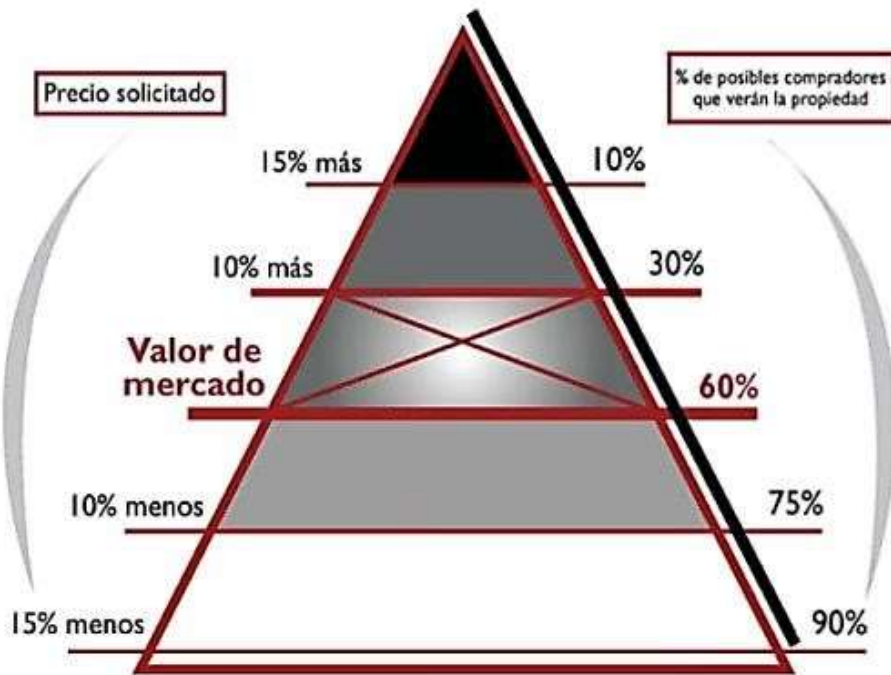 Precio solicitado
% de posibles compradores
que verán la propiedad
15% más
10%
10% más
30%
Valor de
mercado
60%
10% menos
75%
15% menos
90%